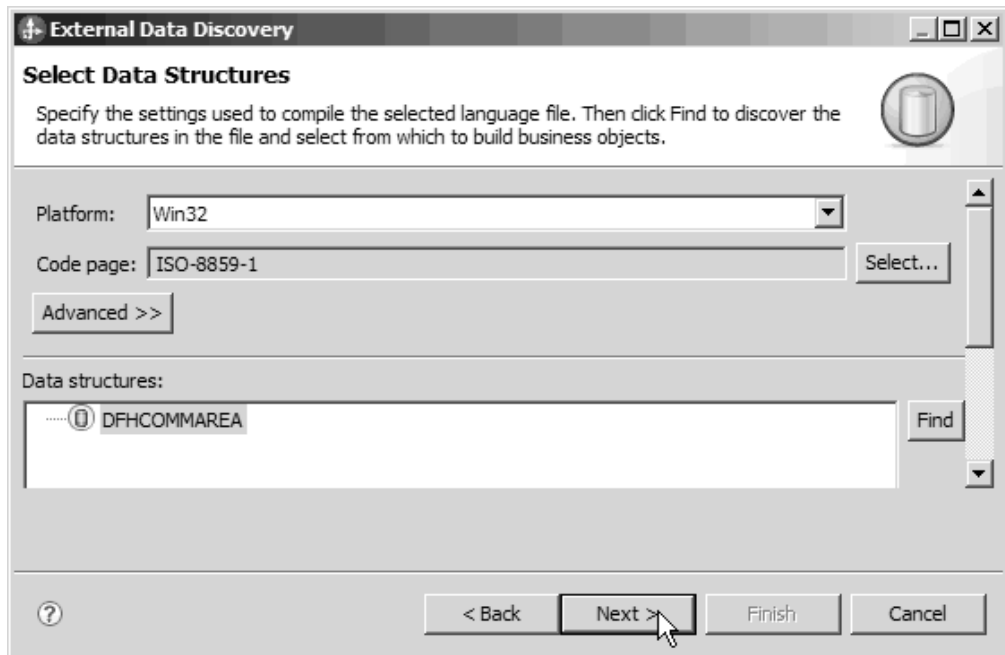 External Data Discovery
Select Data Structures
Specify the settings used to compile the selected language file. Then click Find to discover the
data structures in the file and select from which to build business objects.
Platform: Win32
Code page: ISO-8859-1 Select...
Advanced >>
Data structures:
DFHCOMMAREA Find
? < Back Next > Finish Cancel